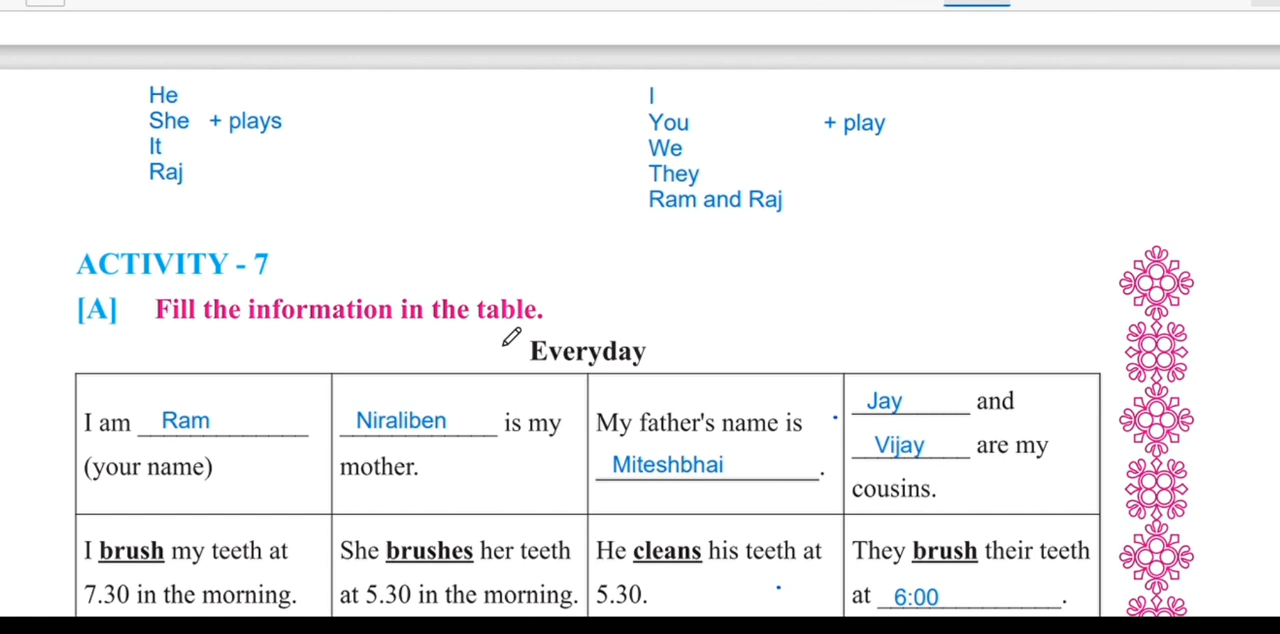 He
She + plays
It
Raj
I
You + play
We
They
Ram and Raj
ACTIVITY - 7
[A] Fill the information in the table.
Everyday
I am Ram
(your name)
Niraliben is my
mother.
My father's name is
Miteshbhai .
Jay and
Vijay are my
cousins.
I brush my teeth at
7.30 in the morning.
She brushes her teeth
at 5.30 in the morning.
He cleans his teeth at
5.30.
They brush their teeth
at 6:00 .